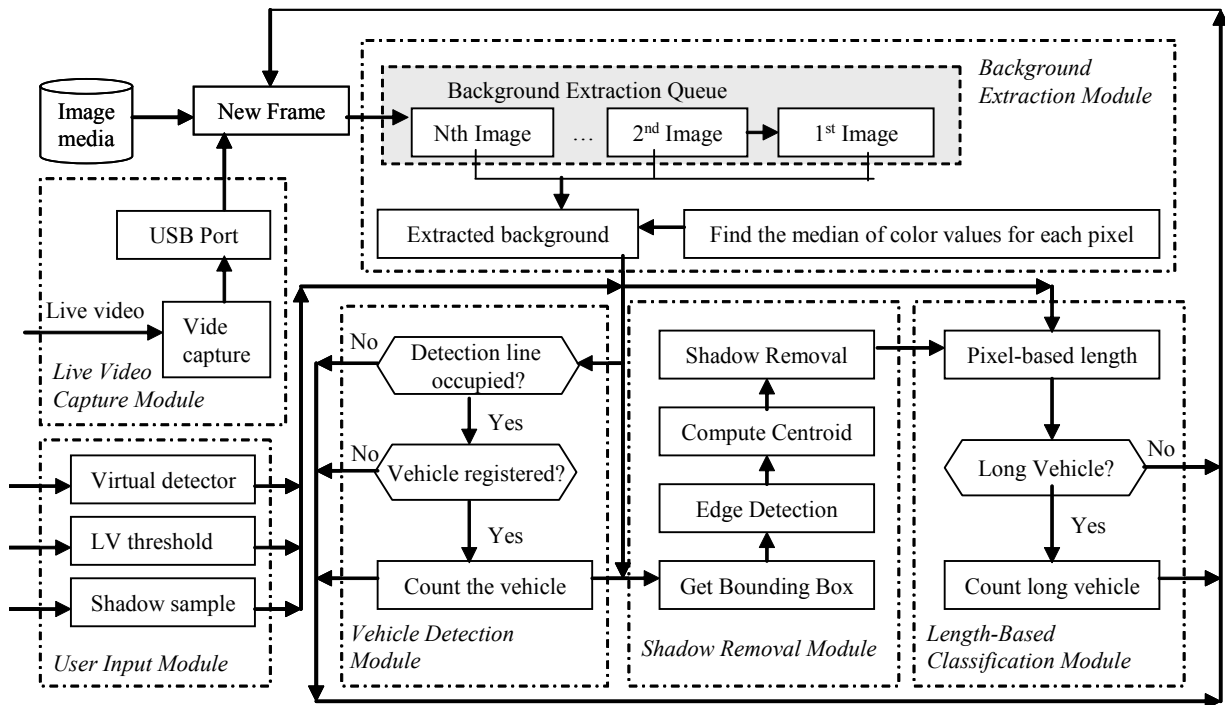 Background
Extraction Module
Background Extraction Queue
Image
media
New Frame
Nth Image
…
2nd Image
1st Image
USB Port
Extracted background
Find the median of color values for each pixel
Live video
Vide
capture
Live Video
Capture Module
No
Detection line
occupied?
Shadow Removal
Pixel-based length
Yes
No
Vehicle registered?
Compute Centroid
Long Vehicle?
No
Virtual detector
LV threshold
Shadow sample
User Input Module
Yes
Edge Detection
Yes
Count the vehicle
Get Bounding Box
Count long vehicle
Vehicle Detection
Module
Shadow Removal Module
Length-Based
Classification Module